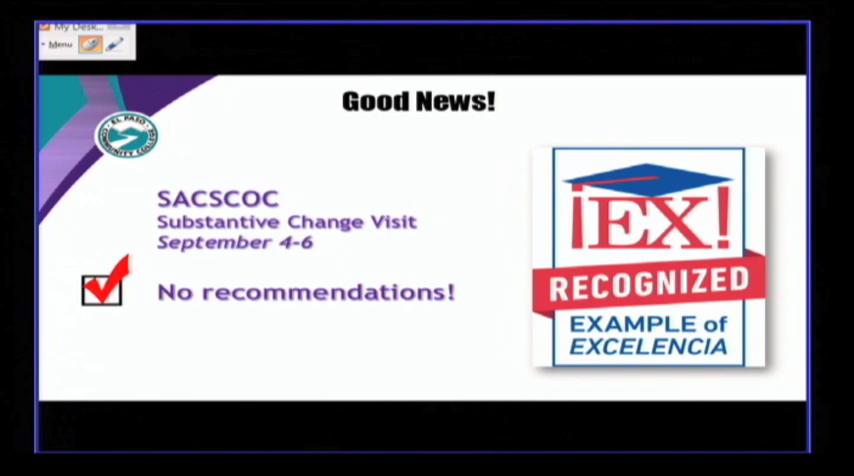 My Desk...
Menu
Good News!
EL PASO
COMMUNITY COLLEGE
SACSCOC
Substantive Change Visit
September 4-6
No recommendations!
¡EX!
RECOGNIZED
EXAMPLE of
EXCELENCIA